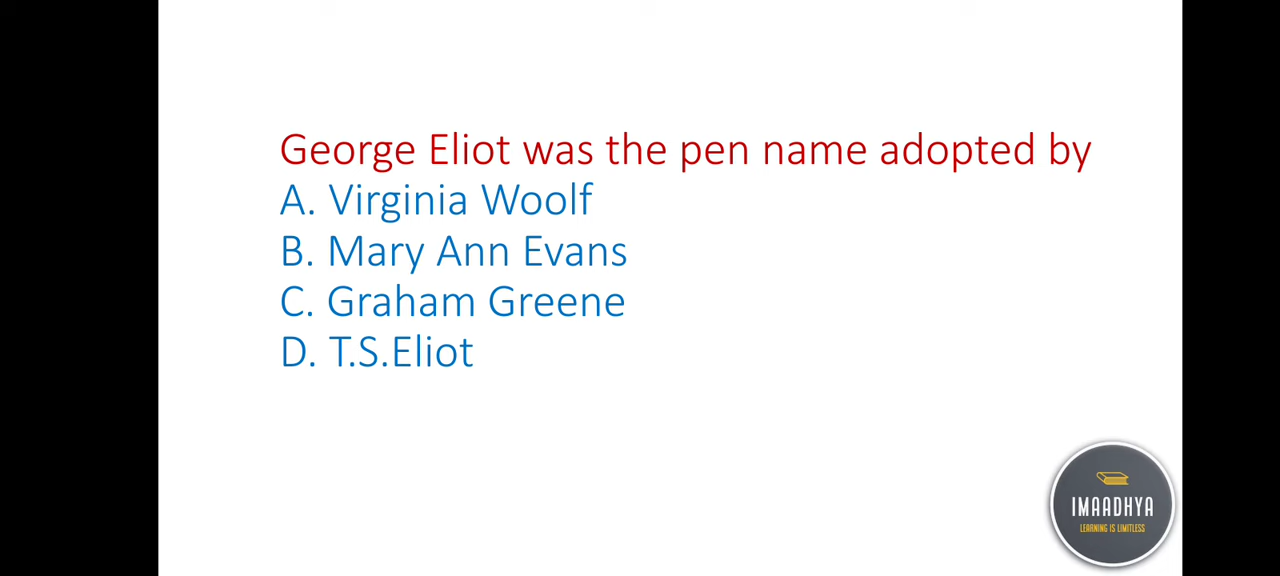 George Eliot was the pen name adopted by
A. Virginia Woolf
B. Mary Ann Evans
C. Graham Greene
D. T.S.Eliot
IMAADHYA
LEARNING IS LIMITLESS